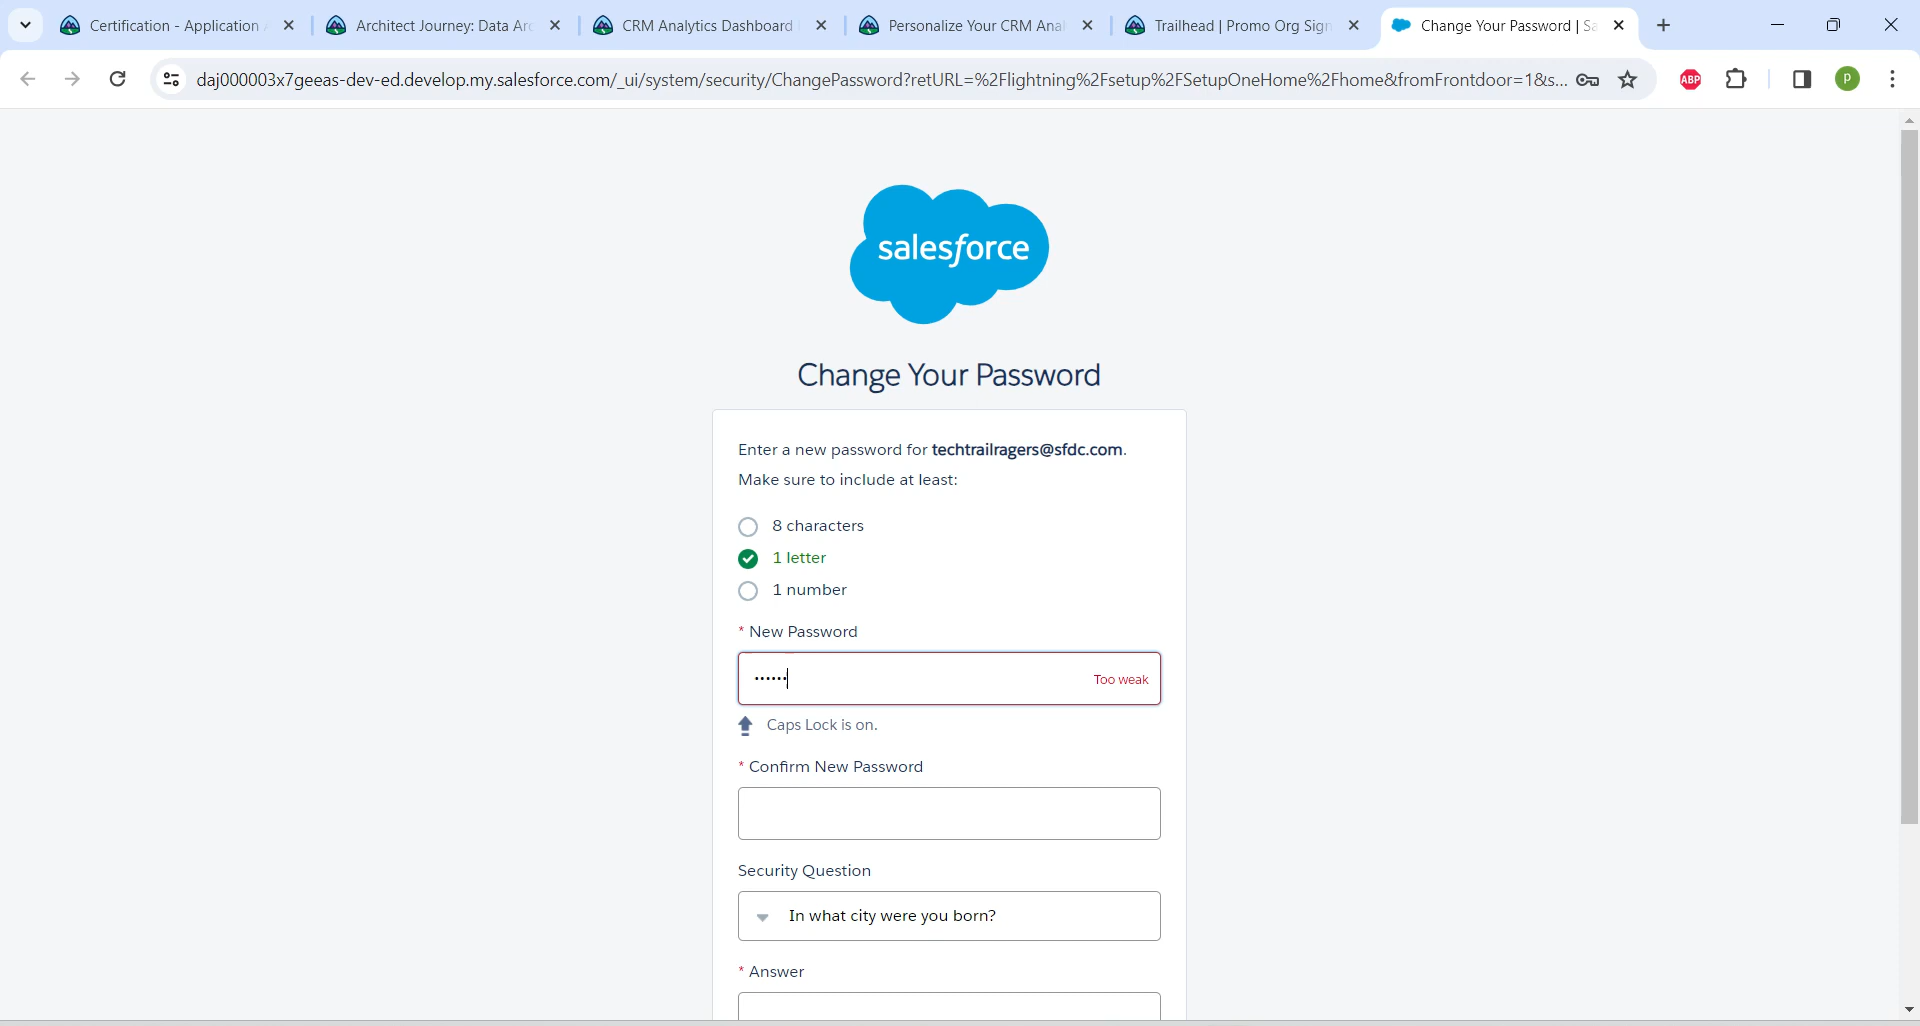 Certification - Application
Architect Journey: Data Arc
CRM Analytics Dashboard
Personalize Your CRM Anal
Trailhead | Promo Org Sign
Change Your Password | Sa
daj000003x7geeas-dev-ed.develop.my.salesforce.com/_ui/system/security/ChangePassword?retURL=%2Flightning%2Fsetup%2FSetupOneHome%2Fhome&fromFrontdoor=1&s...
ABP
P
salesforce
Change Your Password
Enter a new password for techtrailragers@sfdc.com.
Make sure to include at least:
8 characters
1 letter
1 number
* New Password
••••••
Too weak
Caps Lock is on.
* Confirm New Password
Security Question
In what city were you born?
* Answer